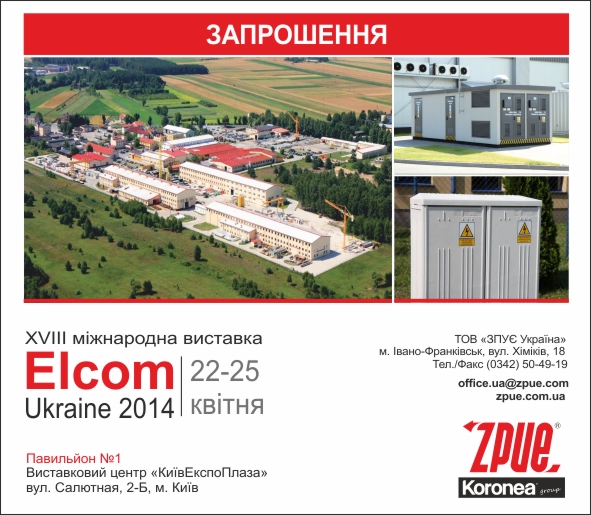 ЗАПРОШЕННЯ
XVIII міжнародна виставка
Elcom
Ukraine 2014
22-25
квітня
Павильйон №1
Виставковий центр «КиївЕкспоПлаза»
вул. Салютная, 2-Б, м. Київ
ТОВ «ЗПУЄ Україна»
м. Івано-Франківськ, вул. Хіміків, 18
Тел./Факс (0342) 50-49-19
office.ua@zpue.com
zpue.com.ua
ZPUE®
Koronea group